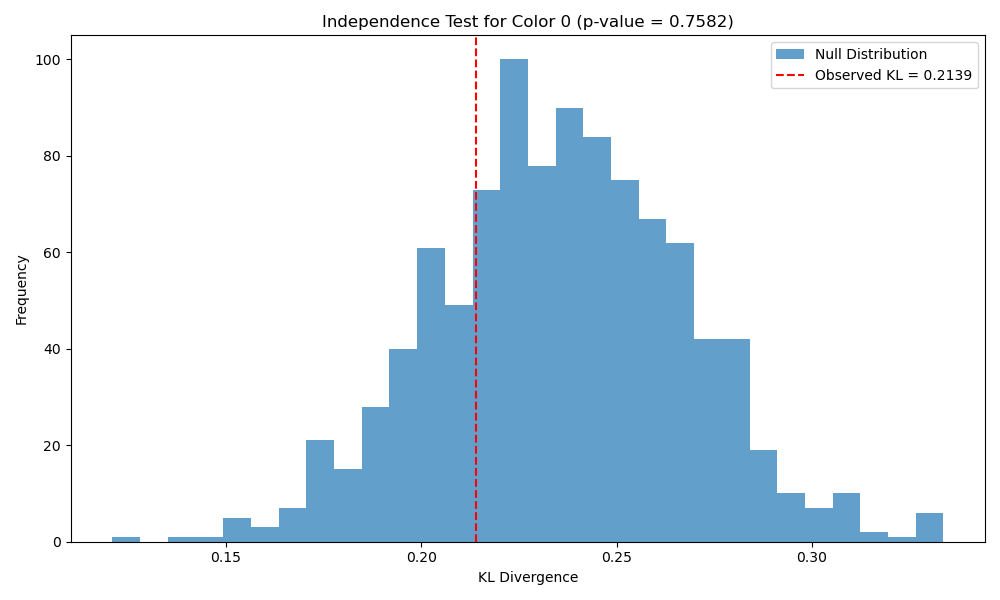 Independence Test for Color 0 (p-value = 0.7582)
Null Distribution
Observed KL = 0.2139
Frequency
100
80
60
40
20
0
0.15
0.20
0.25
0.30
KL Divergence